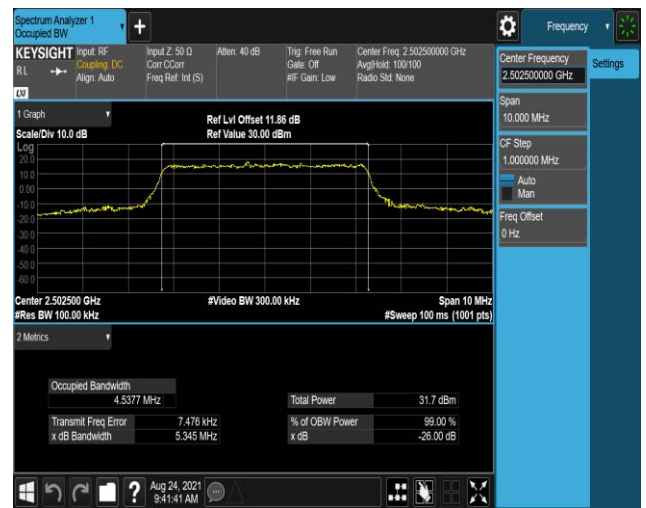 Spectrum Analyzer 1
Occupied BW
+
Frequency
KEYSIGHT
RL
LXI
Input: RF
Coupling: DC
Align: Auto
Input Z: 50 Ω
Corr CCorr
Freq Ref: Int (S)
Atten: 40 dB
Trig: Free Run
Gate: Off
#IF Gain: Low
Center Freq: 2.502500000 GHz
Avg|Hold: 100/100
Radio Std: None
Center Frequency
2.502500000 GHz
Settings
Span
10.000 MHz
CF Step
1.000000 MHz
Auto
Man
Freq Offset
0 Hz
1 Graph
Scale/Div 10.0 dB
Ref Lvl Offset 11.86 dB
Ref Value 30.00 dBm
Log
20.0
10.0
0.00
-10.0
-20.0
-30.0
-40.0
-50.0
-60.0
Center 2.502500 GHz
#Video BW 300.00 kHz
Span 10 MHz
#Res BW 100.00 kHz
#Sweep 100 ms (1001 pts)
2 Metrics
Occupied Bandwidth
4.5377 MHz
Total Power 31.7 dBm
Transmit Freq Error 7.476 kHz
% of OBW Power 99.00 %
x dB Bandwidth 5.345 MHz
x dB -26.00 dB
?
Aug 24, 2021
9:41:41 AM